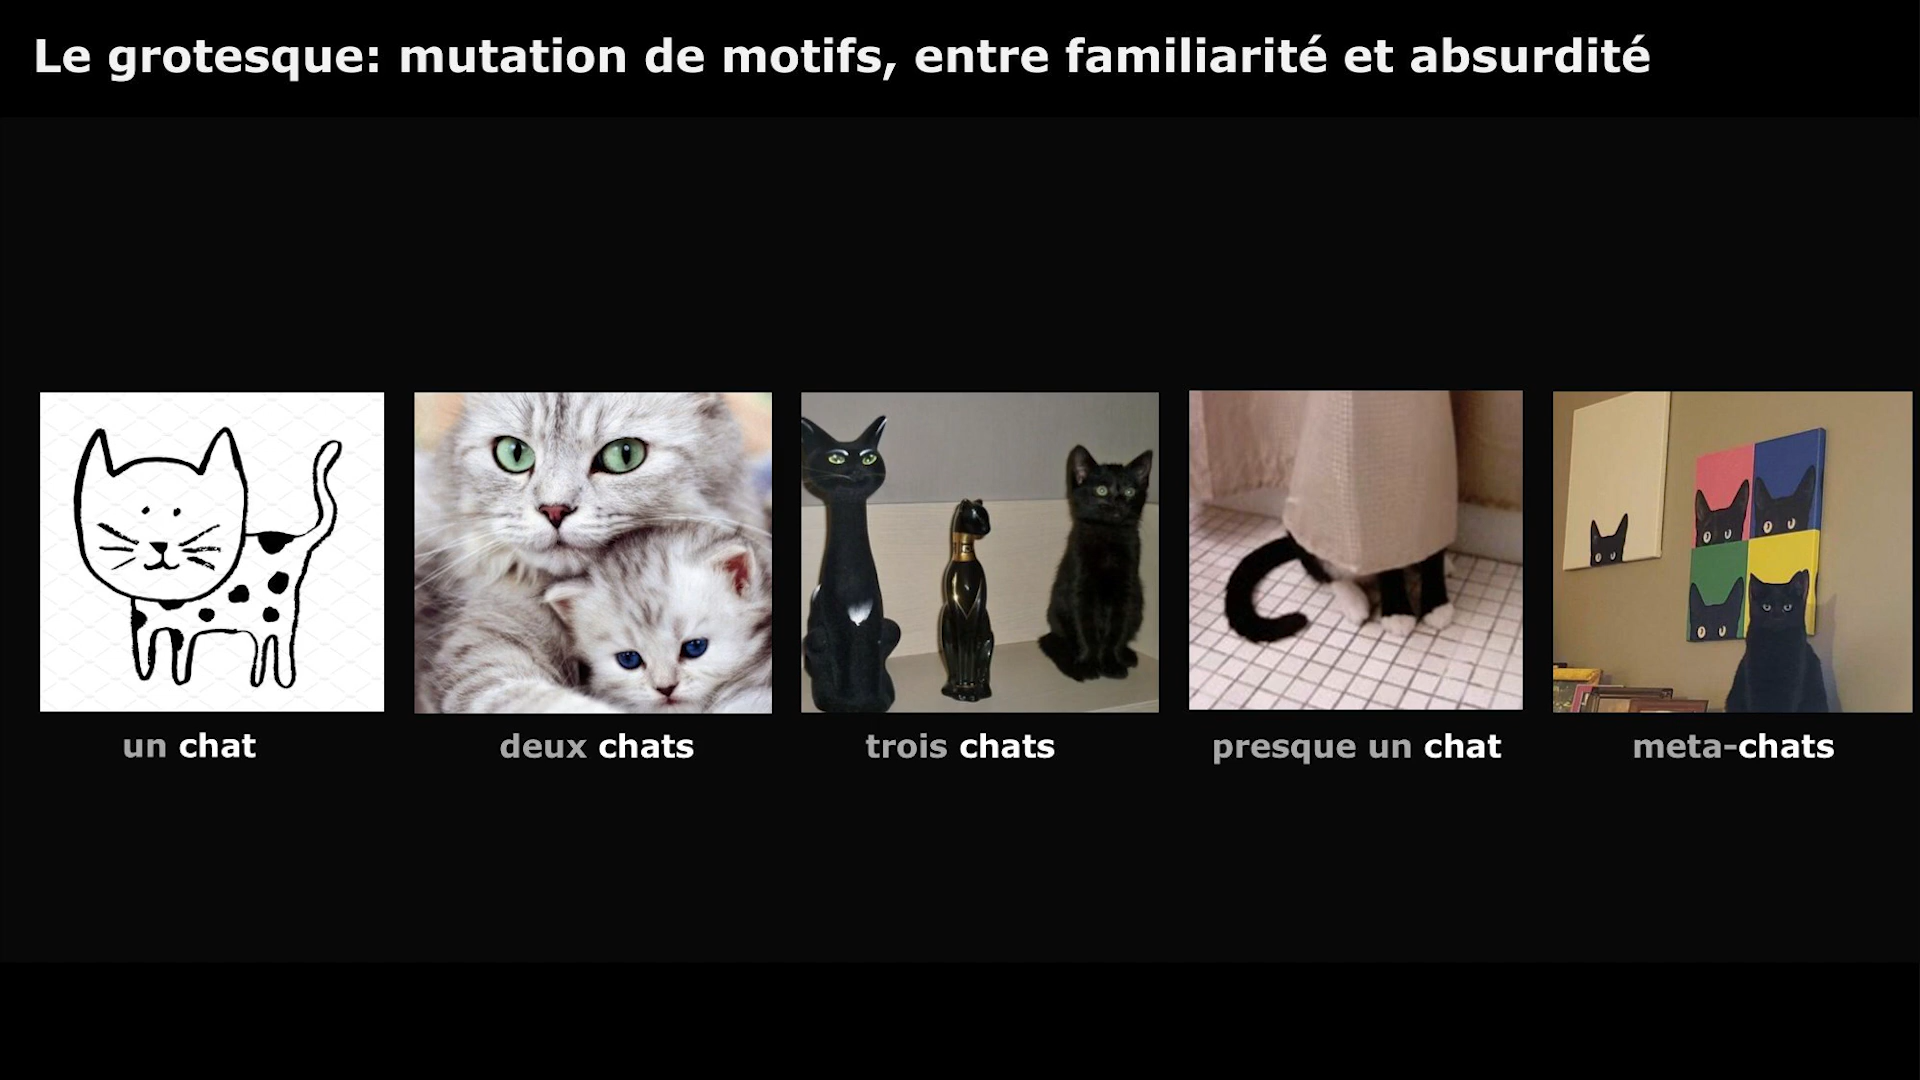 Le grotesque: mutation de motifs, entre familiarité et absurdité
un chat
deux chats
trois chats
presque un chat
meta-chats